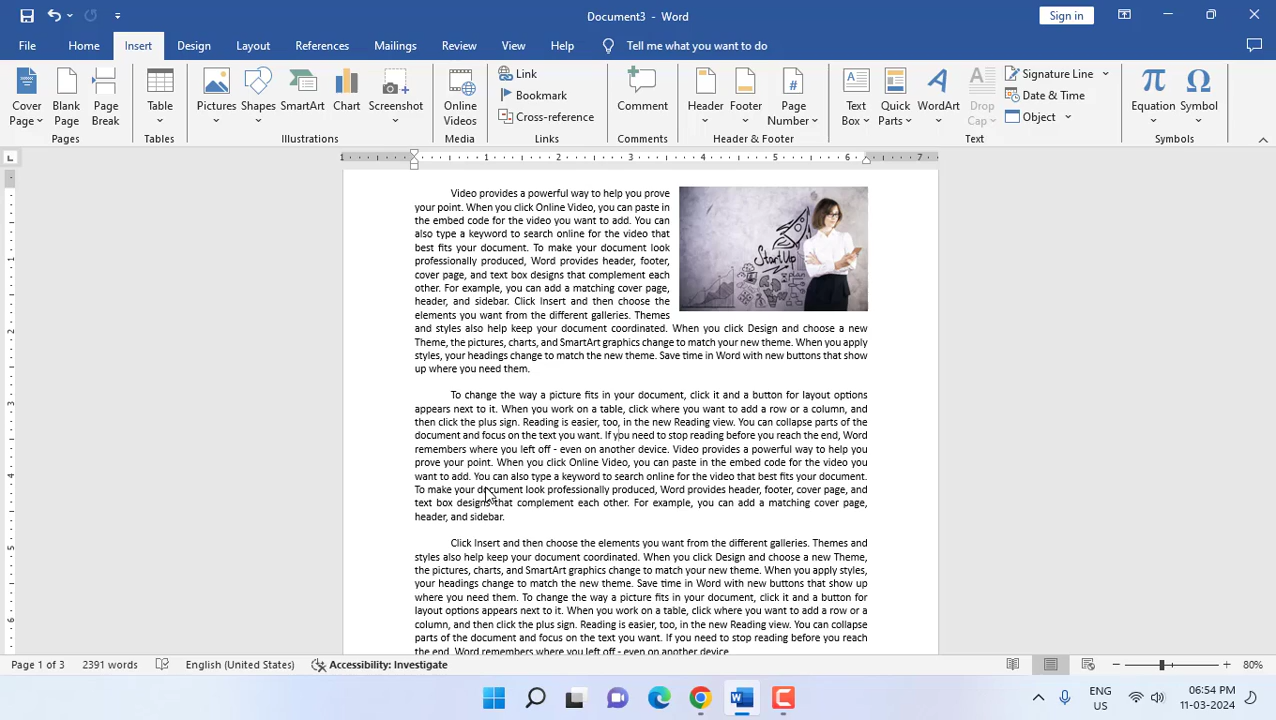 Document3 - Word
Sign in
File Home Insert Design Layout References Mailings Review View Help Tell me what you want to do
Cover Page Blank Page Page Break
Table
Pictures Shapes SmartArt Chart Screenshot
Online Videos
Link
Bookmark
Cross-reference
Comment
Header Footer Page Number
Text Box Quick Parts WordArt Drop Cap
Signature Line
Date & Time
Object
Equation Symbol
Pages Tables Illustrations Media Links Comments Header & Footer Text Symbols
1 1 2 3 4 5 6 7
Video provides a powerful way to help you prove
your point. When you click Online Video, you can paste in
the embed code for the video you want to add. You can
also type a keyword to search online for the video that
best fits your document. To make your document look
professionally produced, Word provides header, footer,
cover page, and text box designs that complement each
other. For example, you can add a matching cover page,
header, and sidebar. Click Insert and then choose the
elements you want from the different galleries. Themes
and styles also help keep your document coordinated. When you click Design and choose a new
Theme, the pictures, charts, and SmartArt graphics change to match your new theme. When you apply
styles, your headings change to match the new theme. Save time in Word with new buttons that show
up where you need them.
StartUp
plan
To change the way a picture fits in your document, click it and a button for layout options
appears next to it. When you work on a table, click where you want to add a row or a column, and
then click the plus sign. Reading is easier, too, in the new Reading view. You can collapse parts of the
document and focus on the text you want. If you need to stop reading before you reach the end, Word
remembers where you left off - even on another device. Video provides a powerful way to help you
prove your point. When you click Online Video, you can paste in the embed code for the video you
want to add. You can also type a keyword to search online for the video that best fits your document.
To make your document look professionally produced, Word provides header, footer, cover page, and
text box designs that complement each other. For example, you can add a matching cover page,
header, and sidebar.
Click Insert and then choose the elements you want from the different galleries. Themes and
styles also help keep your document coordinated. When you click Design and choose a new Theme,
the pictures, charts, and SmartArt graphics change to match your new theme. When you apply styles,
your headings change to match the new theme. Save time in Word with new buttons that show up
where you need them. To change the way a picture fits in your document, click it and a button for
layout options appears next to it. When you work on a table, click where you want to add a row or a
column, and then click the plus sign. Reading is easier, too, in the new Reading view. You can collapse
parts of the document and focus on the text you want. If you need to stop reading before you reach
the end, Word remembers where you left off - even on another device.
1
2
3
4
5
6
Page 1 of 3 2391 words English (United States) Accessibility: Investigate 80%
ENG
US
06:54 PM
11-03-2024